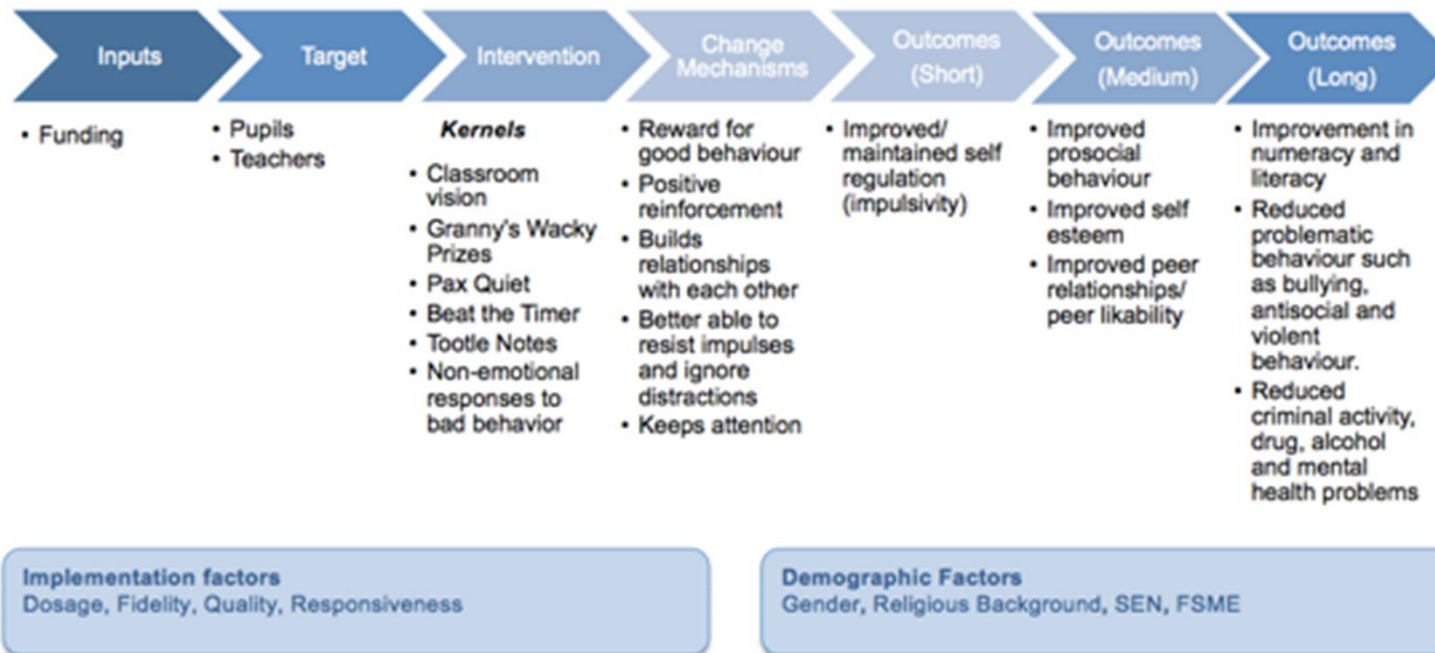 Inputs
Target
Intervention
Change
Mechanisms
Outcomes
(Short)
Outcomes
(Medium)
Outcomes
(Long)
• Funding
• Pupils
• Teachers
Kernels
• Classroom
vision
• Granny's Wacky
Prizes
• Pax Quiet
• Beat the Timer
• Tootle Notes
• Non-emotional
responses to
bad behavior
• Reward for
good behaviour
• Positive
reinforcement
• Builds
relationships
with each other
• Better able to
resist impulses
and ignore
distractions
• Keeps attention
• Improved/
maintained self
regulation
(impulsivity)
• Improved
prosocial
behaviour
• Improved self
esteem
• Improved peer
relationships/
peer likability
• Improvement in
numeracy and
literacy
• Reduced
problematic
behaviour such
as bullying,
antisocial and
violent
behaviour.
• Reduced
criminal activity,
drug, alcohol
and mental
health problems
Implementation factors
Dosage, Fidelity, Quality, Responsiveness
Demographic Factors
Gender, Religious Background, SEN, FSME